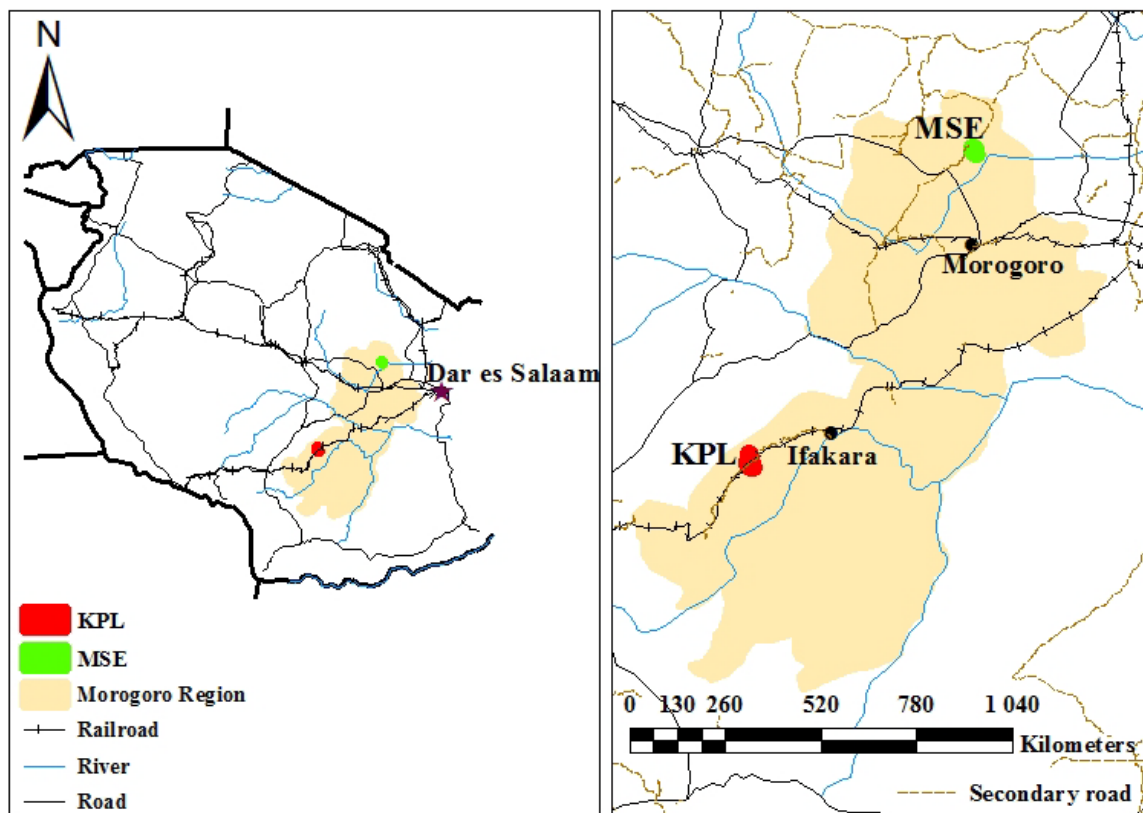 N
Dar es Salaam
KPL
MSE
Morogoro Region
Railroad
River
Road
MSE
Morogoro
KPL
Ifakara
0 130 260 520 780 1 040
Kilometers
Secondary road